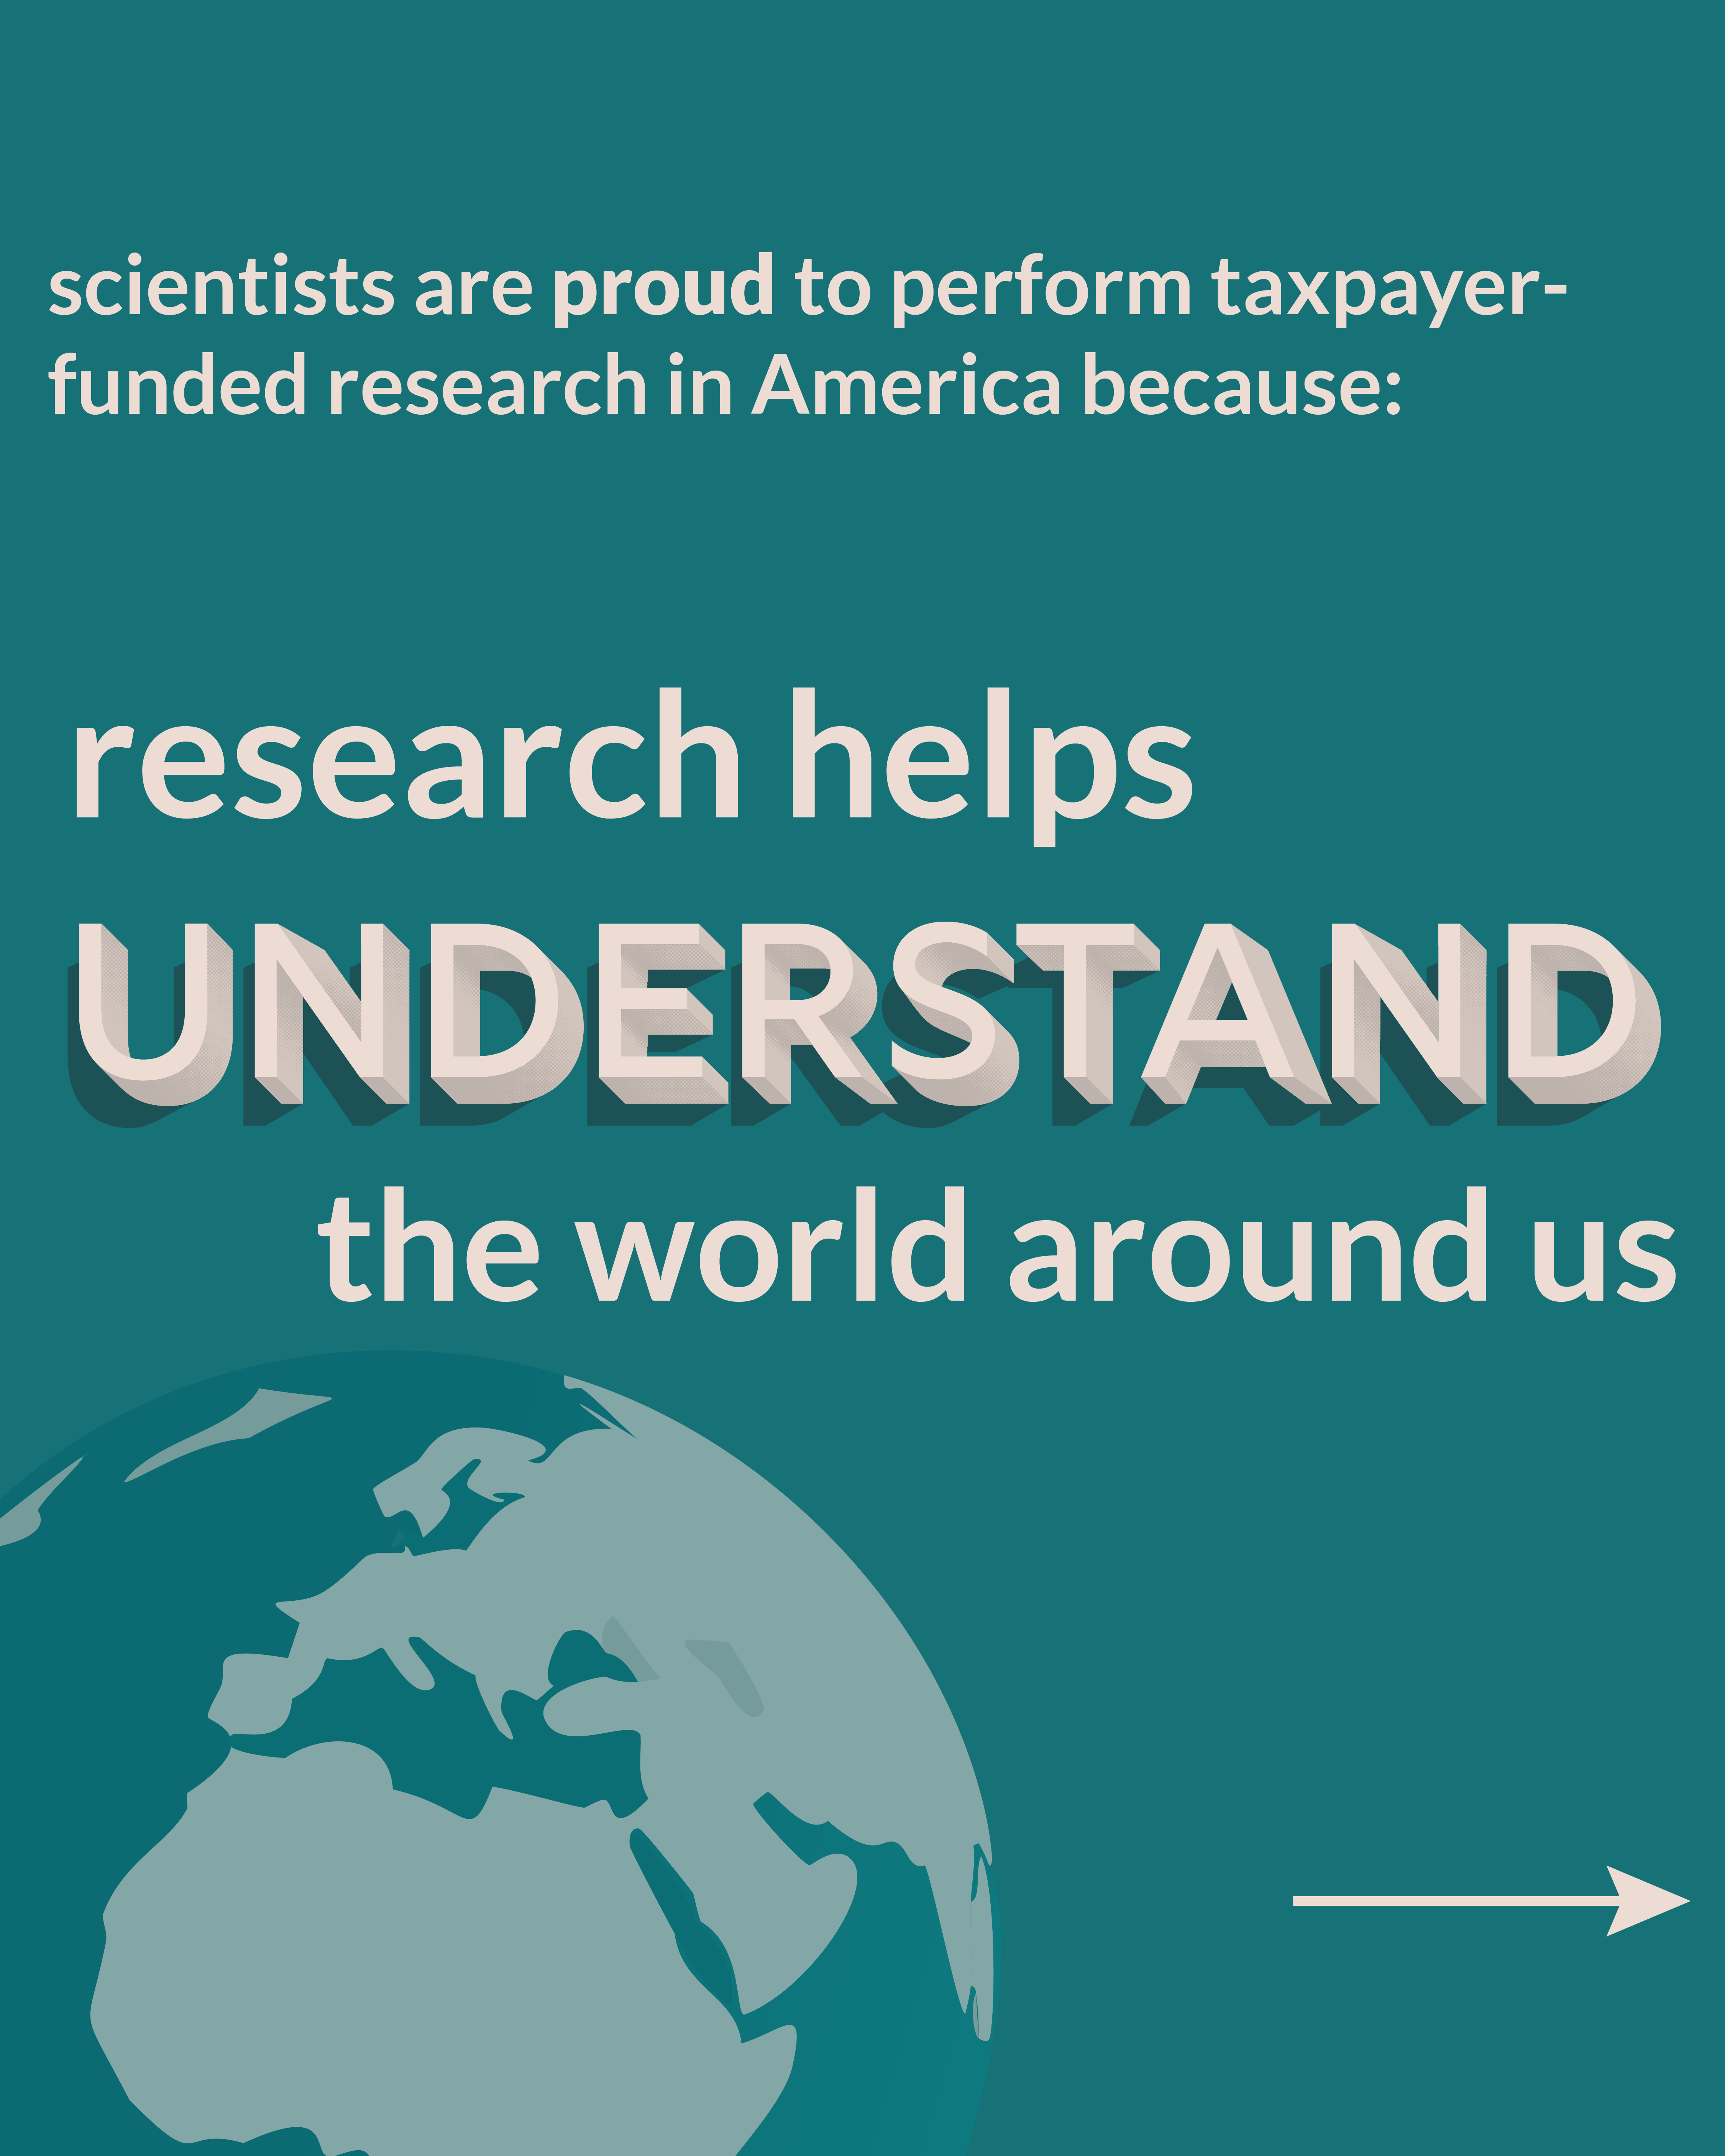 scientists are proud to perform taxpayer-
funded research in America because:
research helps
UNDERSTAND
the world around us